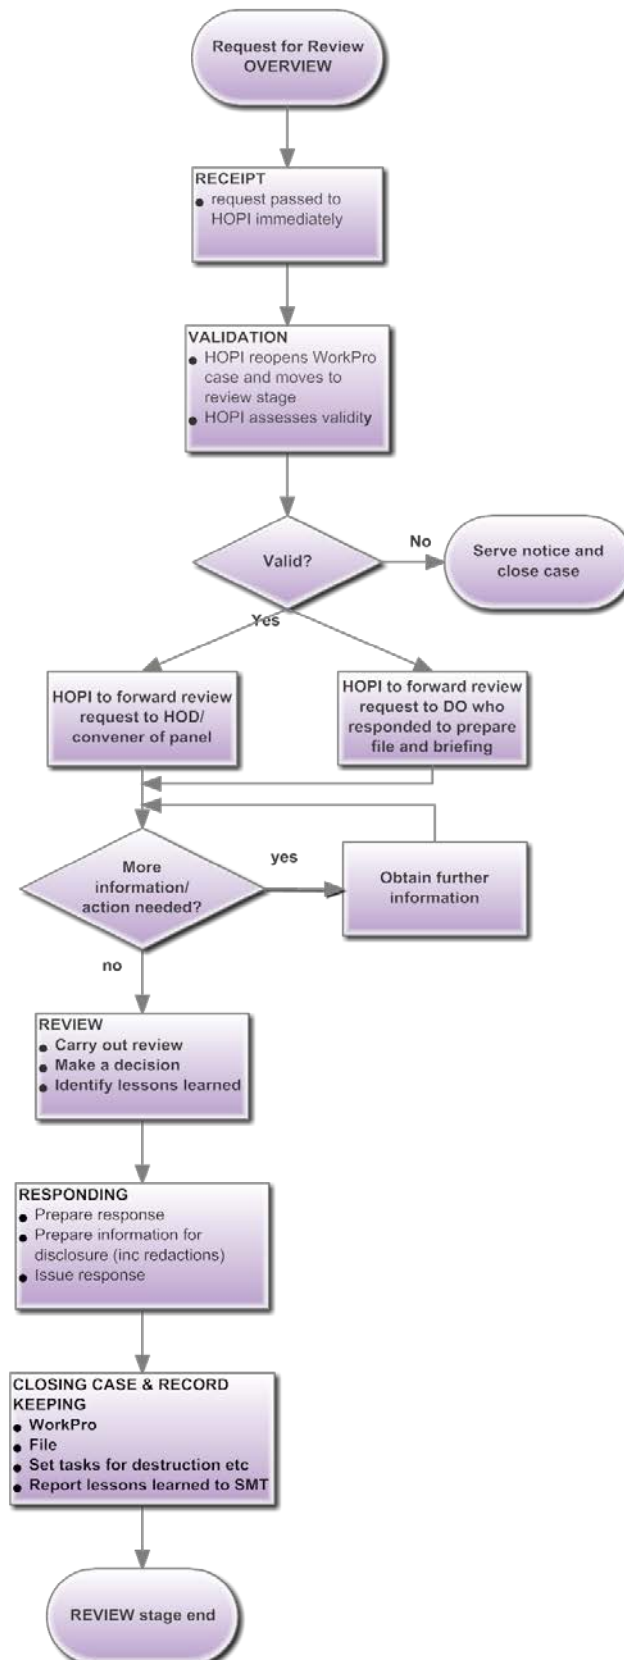 Request for Review
OVERVIEW
RECEIPT
● request passed to
HOPI immediately
VALIDATION
● HOPI reopens WorkPro
case and moves to
review stage
● HOPI assesses validity
Valid?
No
Serve notice and
close case
Yes
HOPI to forward review
request to HOD/
convener of panel
HOPI to forward review
request to DO who
responded to prepare
file and briefing
More
information/
action needed?
yes
Obtain further
information
no
REVIEW
● Carry out review
● Make a decision
● Identify lessons learned
RESPONDING
● Prepare response
● Prepare information for
disclosure (inc redactions)
● Issue response
CLOSING CASE & RECORD
KEEPING
● WorkPro
● File
● Set tasks for destruction etc
● Report lessons learned to SMT
REVIEW stage end